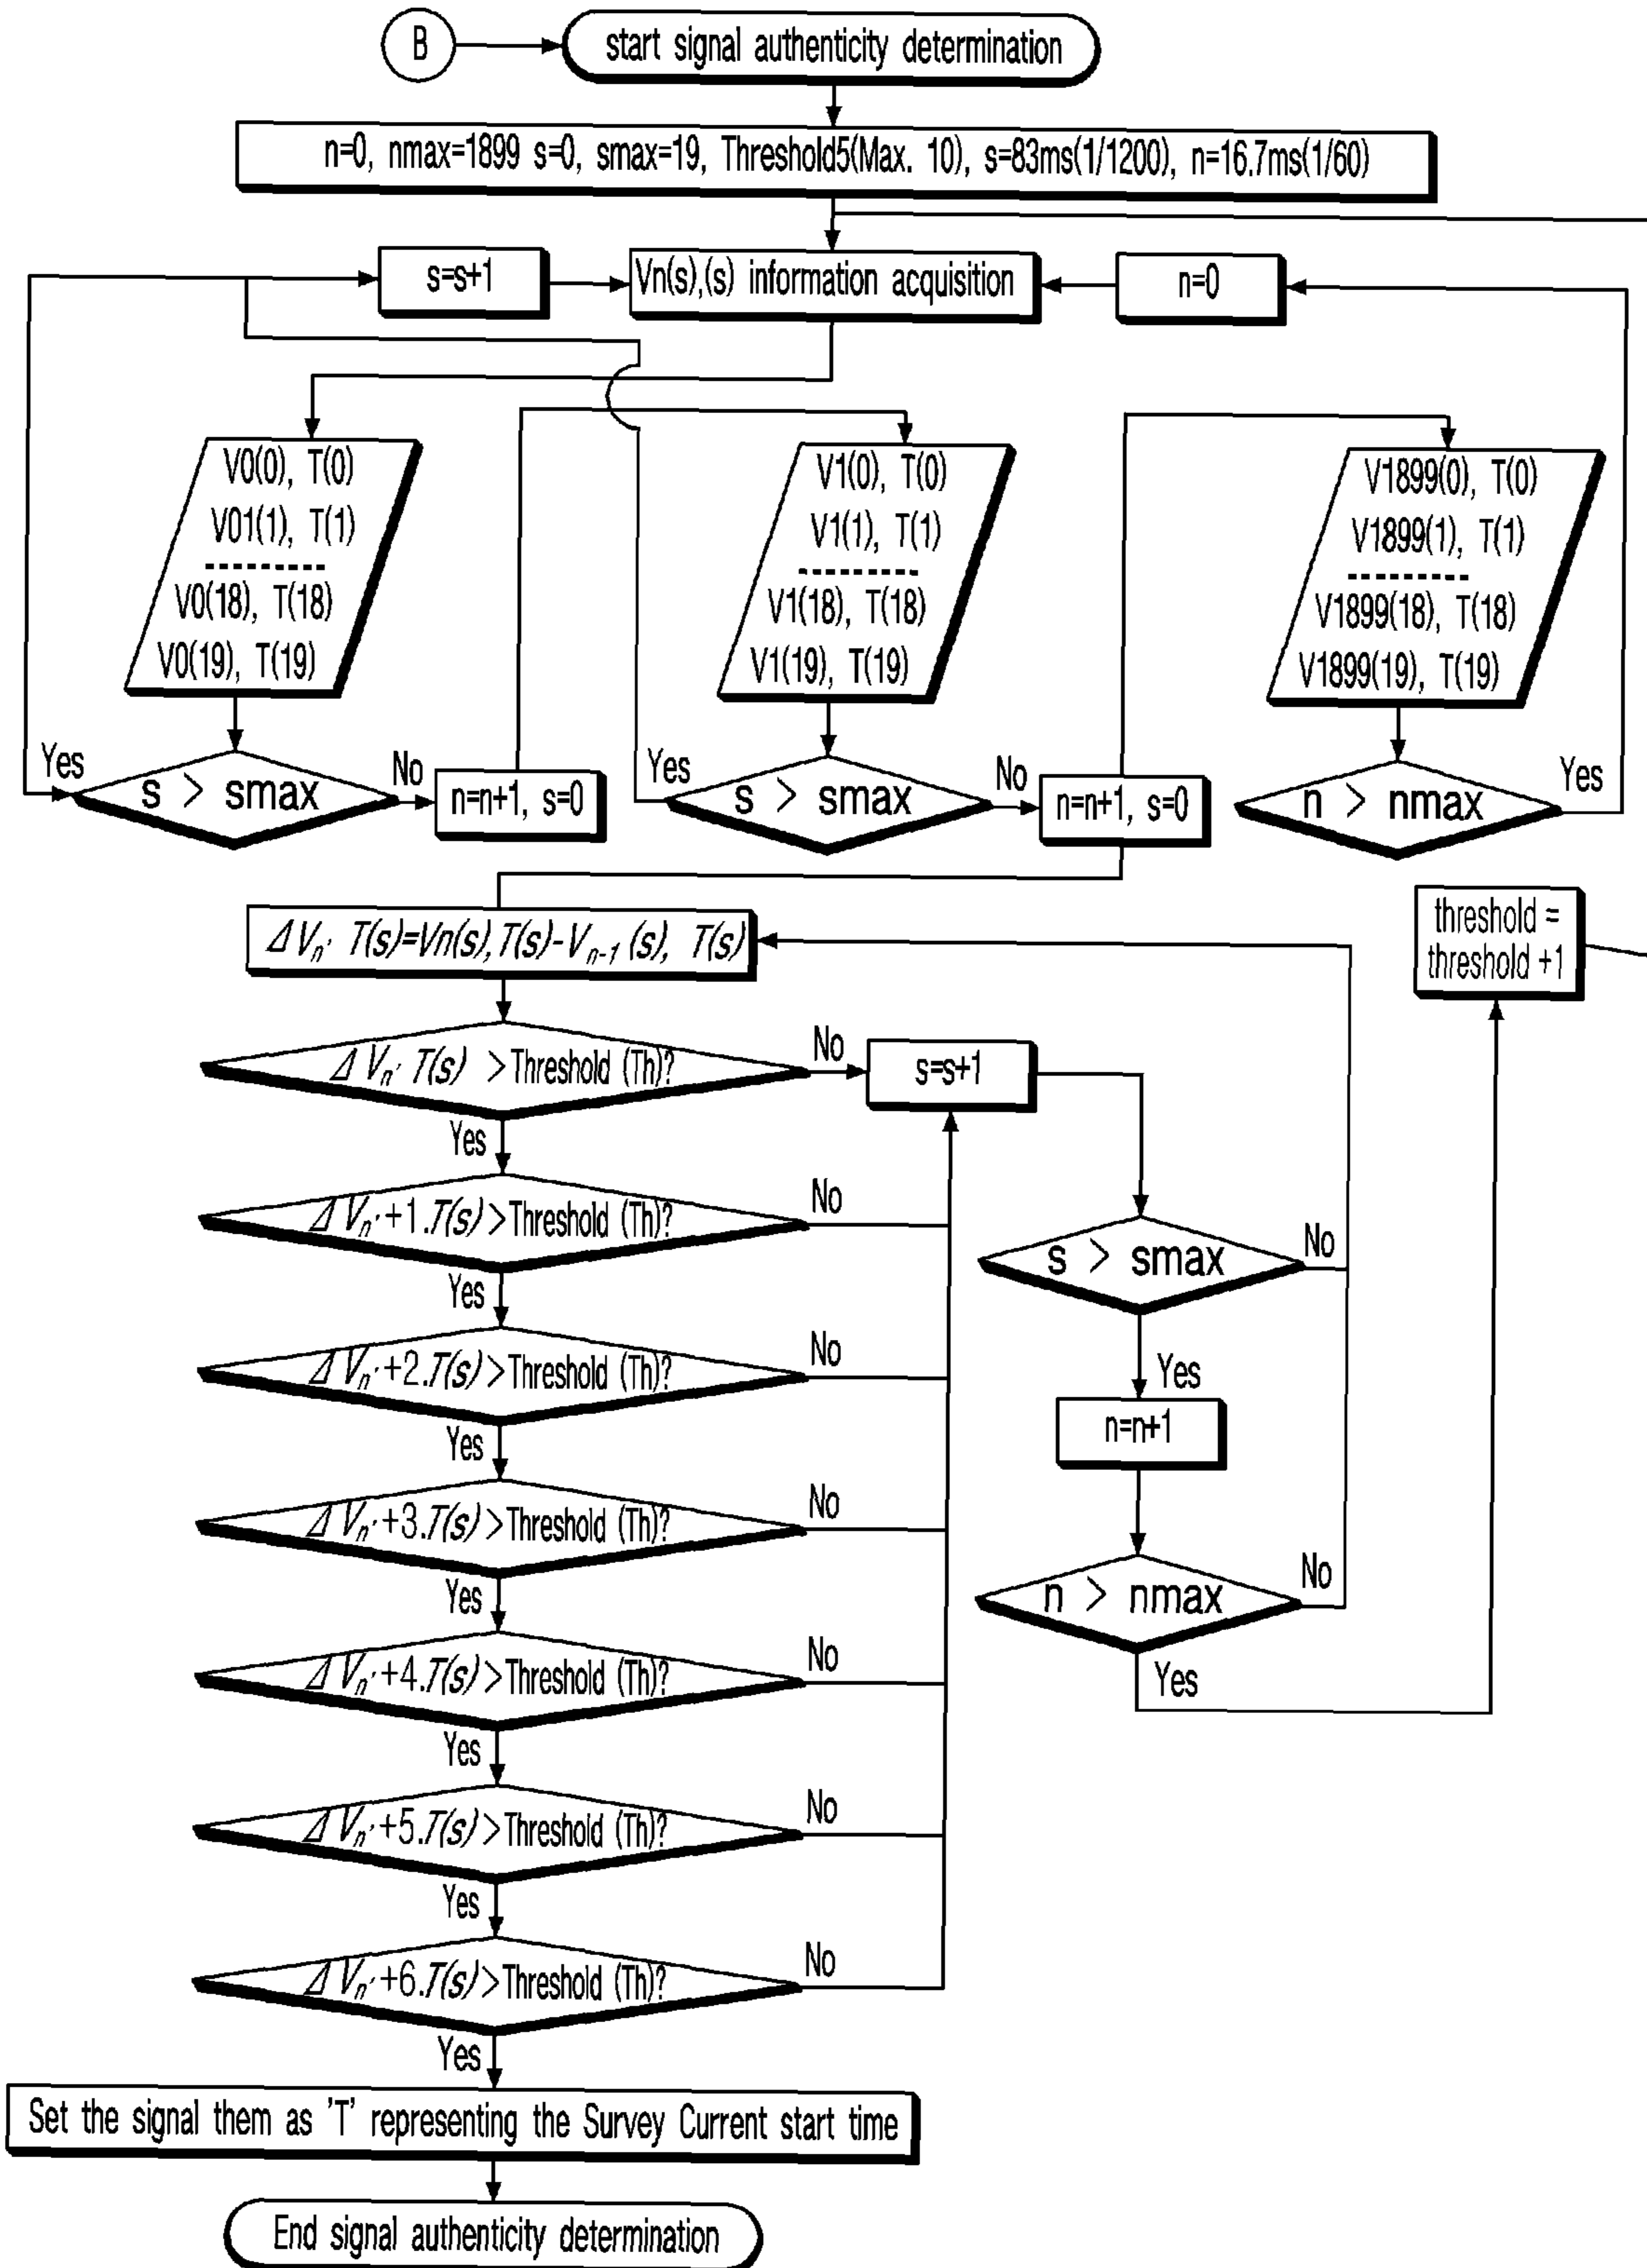 B
start signal authenticity determination
n=0, nmax=1899 s=0, smax=19, Threshold5(Max. 10), s=83ms(1/1200), n=16.7ms(1/60)
s=s+1
Vn(s),(s) information acquisition
n=0
V0(0), T(0)
V01(1), T(1)
V0(18), T(18)
V0(19), T(19)
V1(0), T(0)
V1(1), T(1)
V1(18), T(18)
V1(19), T(19)
V1899(0), T(0)
V1899(1), T(1)
V1899(18), T(18)
V1899(19), T(19)
Yes
s > smax
No
n=n+1, s=0
Yes
s > smax
No
n=n+1, s=0
n > nmax
Yes
ΔVn' T(s)=Vn(s),T(s)-Vn-1(s), T(s)
threshold =
threshold +1
ΔVn' T(s) >Threshold (Th)?
No
s=s+1
Yes
ΔVn'+1.T(s)>Threshold (Th)?
No
s > smax
No
Yes
ΔVn'+2.T(s)>Threshold (Th)?
No
Yes
n=n+1
Yes
ΔVn'+3.T(s)>Threshold (Th)?
No
n > nmax
No
Yes
Yes
ΔVn'+4.T(s)>Threshold (Th)?
No
Yes
ΔVn'+5.T(s)>Threshold (Th)?
No
Yes
ΔVn'+6.T(s)>Threshold (Th)?
No
Yes
Set the signal them as 'T' representing the Survey Current start time
End signal authenticity determination